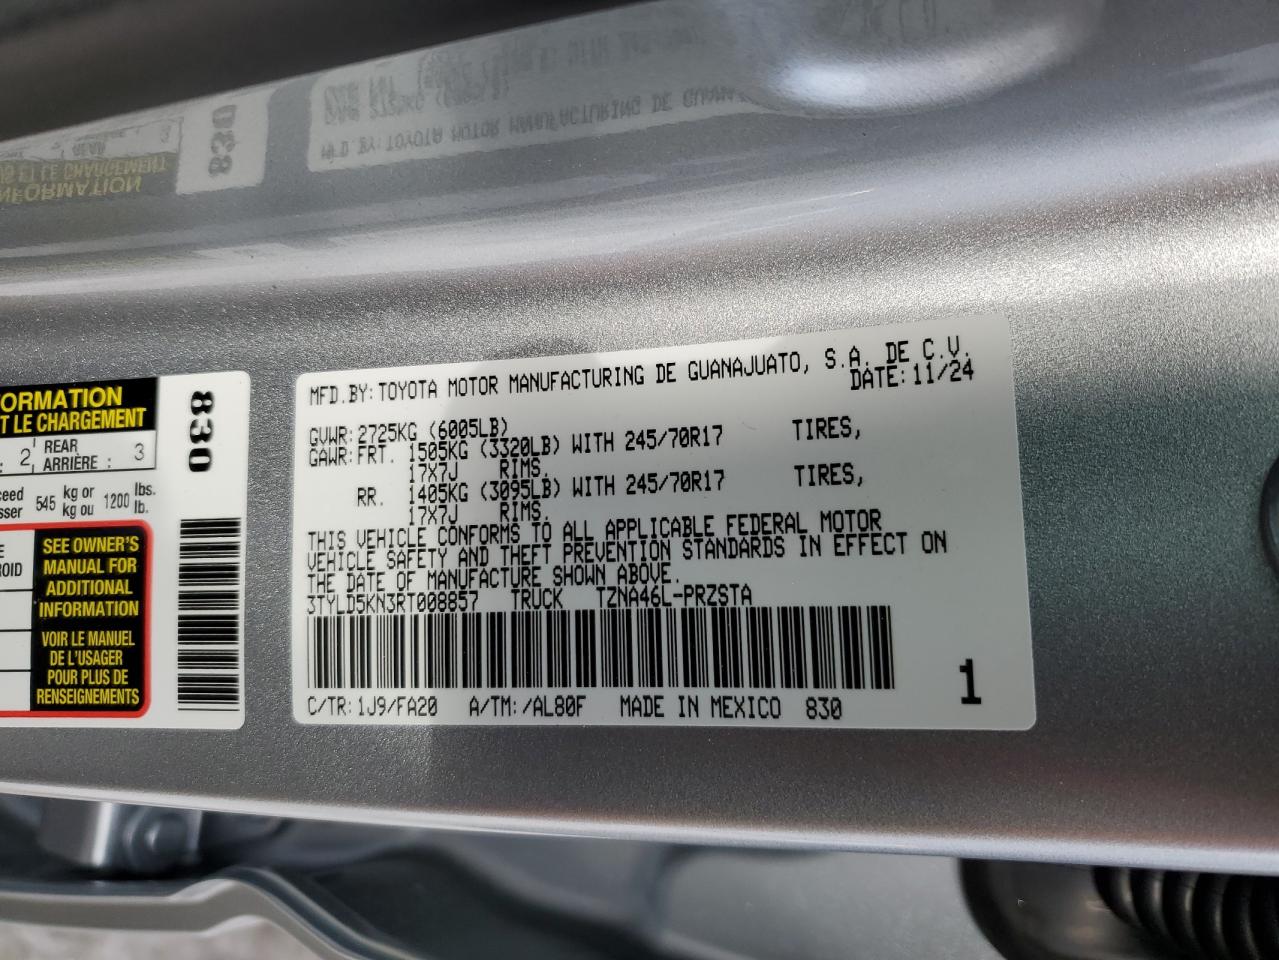 ORMATION
T LE CHARGEMENT
: 2, REAR
ARRIÈRE : 3
ceed 545 kg or 1200 lbs.
sser kg ou lb.
E
ROID
SEE OWNER'S
MANUAL FOR
ADDITIONAL
INFORMATION
VOIR LE MANUEL
DE L'USAGER
POUR PLUS DE
RENSEIGNEMENTS
830
MFD.BY:TOYOTA MOTOR MANUFACTURING DE GUANAJUATO, S.A. DE C.V.
DATE:11/24
GVWR:2725KG (6005LB)
GAWR:FRT. 1505KG (3320LB) WITH 245/70R17 TIRES,
17X7J RIMS.
RR. 1405KG (3095LB) WITH 245/70R17 TIRES,
17X7J RIMS.
THIS VEHICLE CONFORMS TO ALL APPLICABLE FEDERAL MOTOR
VEHICLE SAFETY AND THEFT PREVENTION STANDARDS IN EFFECT ON
THE DATE OF MANUFACTURE SHOWN ABOVE.
3TYLD5KN3RT008857 TRUCK TZNA46L-PRZSTA
C/TR:1J9/FA20 A/TM:/AL80F MADE IN MEXICO 830
1